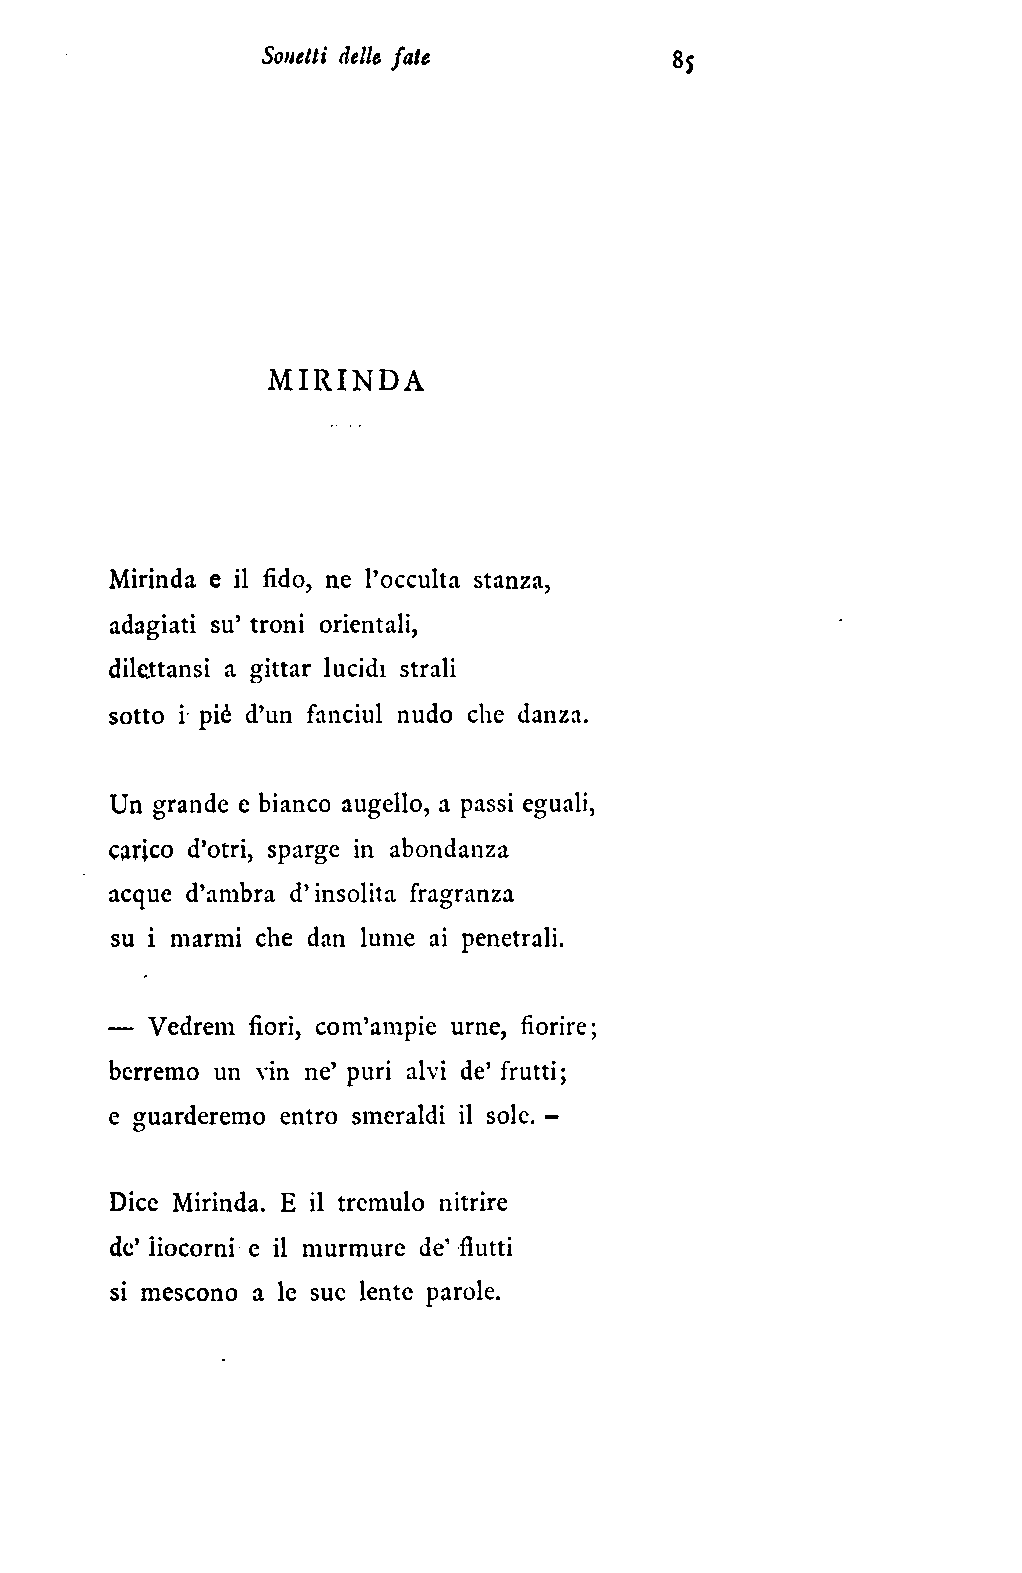 Sonetti delle fate 85
MIRINDA
Mirinda e il fido, ne l'occulta stanza,
adagiati su' troni orientali,
dilettansi a gittar lucidi strali
sotto i piè d'un fanciul nudo che danza.
Un grande e bianco augello, a passi eguali,
carico d'otri, sparge in abondanza
acque d'ambra d'insolita fragranza
su i marmi che dan lume ai penetrali.
— Vedrem fiori, com'ampie urne, fiorire;
berremo un vin ne' puri alvi de' frutti;
e guarderemo entro smeraldi il sole. —
Dice Mirinda. E il tremulo nitrire
de' liocorni e il murmure de' flutti
si mescono a le sue lente parole.